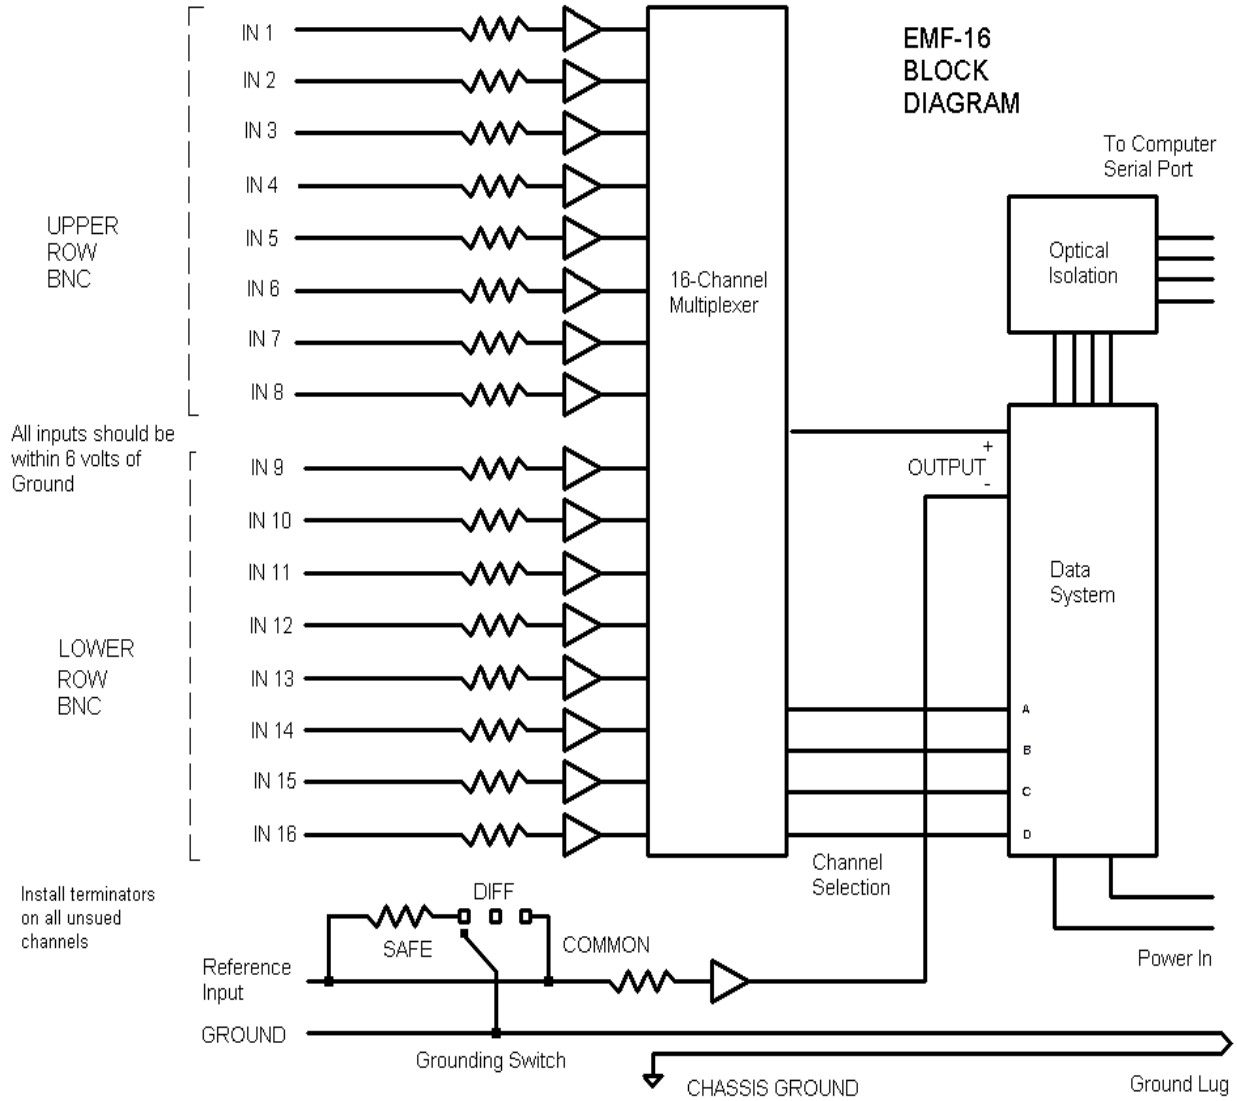 EMF-16
BLOCK
DIAGRAM
To Computer
Serial Port
Optical
Isolation
IN 1
IN 2
IN 3
IN 4
IN 5
IN 6
IN 7
IN 8
UPPER
ROW
BNC
16-Channel
Multiplexer
All inputs should be
within 6 volts of
Ground
IN 9
IN 10
IN 11
IN 12
IN 13
IN 14
IN 15
IN 16
LOWER
ROW
BNC
+
OUTPUT
-
Data
System
A
B
C
D
Channel
Selection
Install terminators
on all unsued
channels
DIFF
SAFE
COMMON
Reference
Input
Power In
GROUND
Grounding Switch
CHASSIS GROUND
Ground Lug